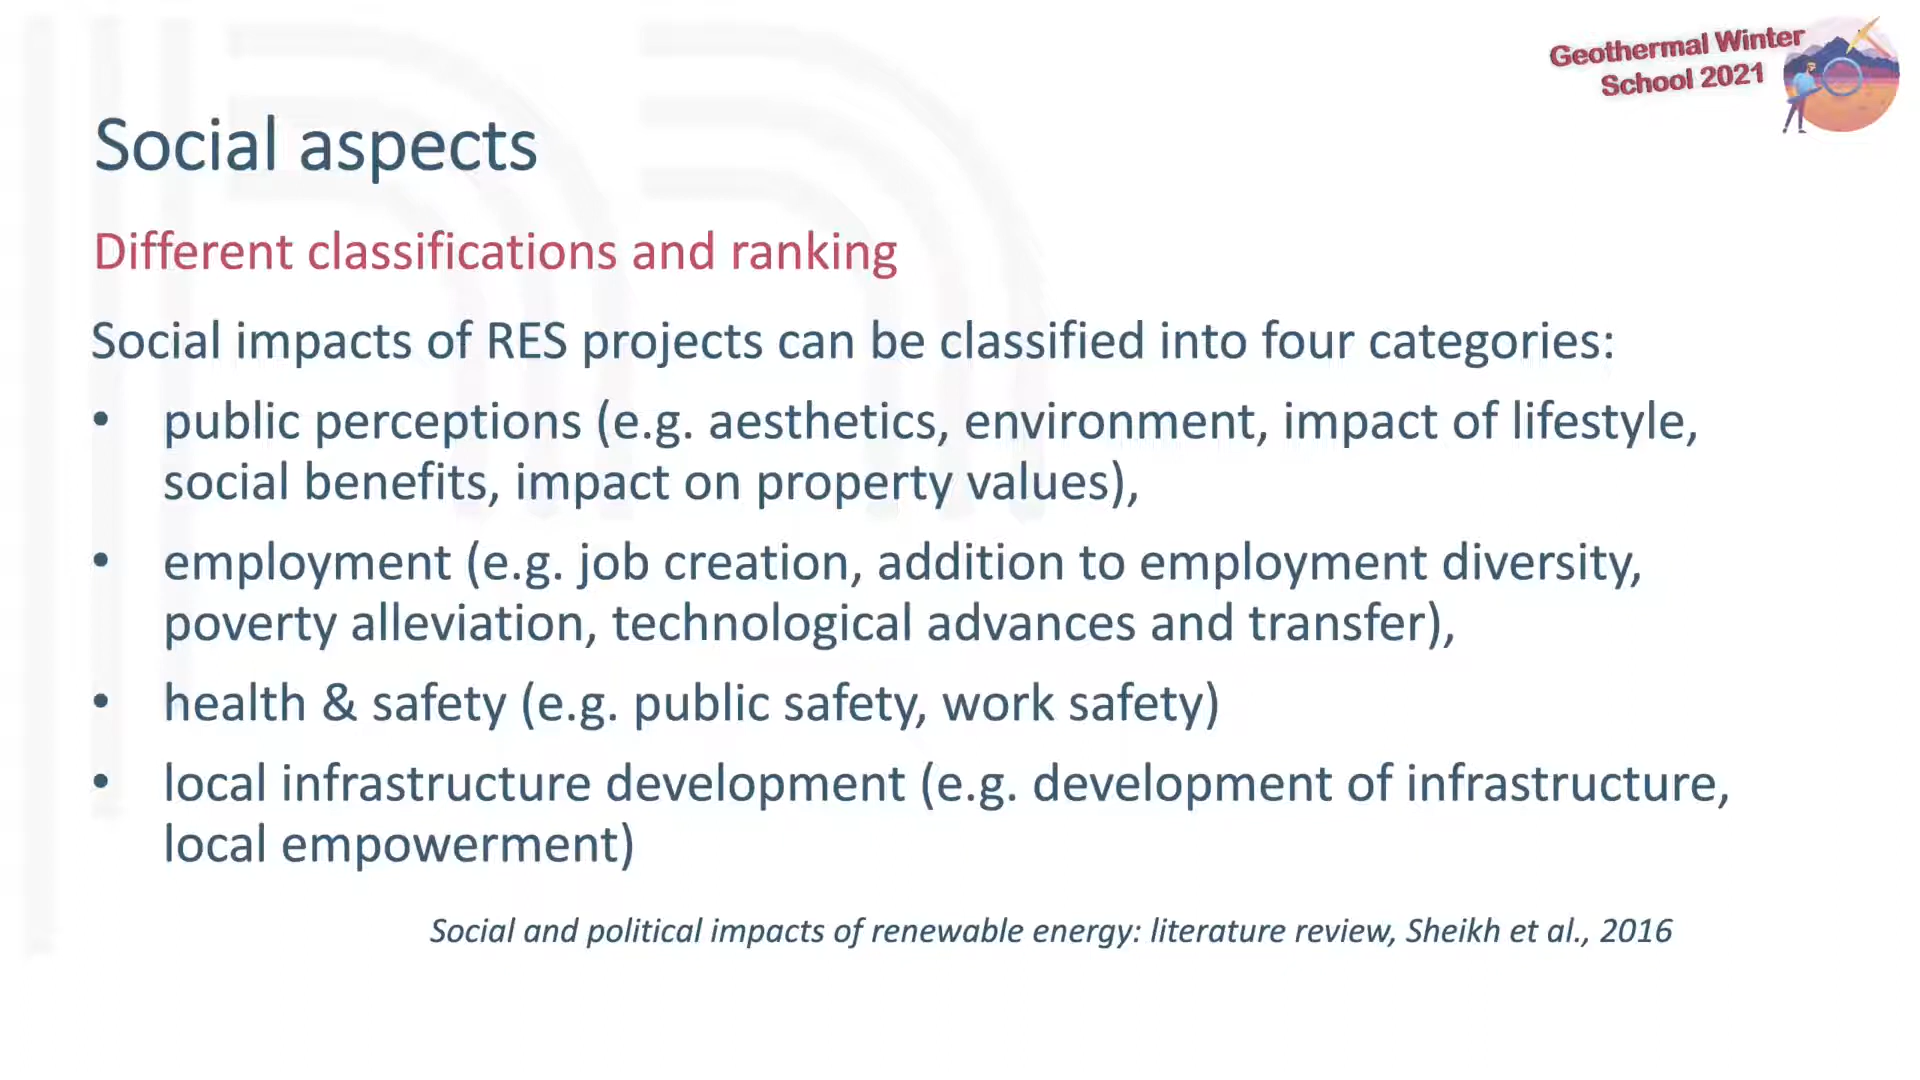 Geothermal Winter
School 2021
Social aspects
Different classifications and ranking
Social impacts of RES projects can be classified into four categories:
• public perceptions (e.g. aesthetics, environment, impact of lifestyle,
social benefits, impact on property values),
• employment (e.g. job creation, addition to employment diversity,
poverty alleviation, technological advances and transfer),
• health & safety (e.g. public safety, work safety)
• local infrastructure development (e.g. development of infrastructure,
local empowerment)
Social and political impacts of renewable energy: literature review, Sheikh et al., 2016